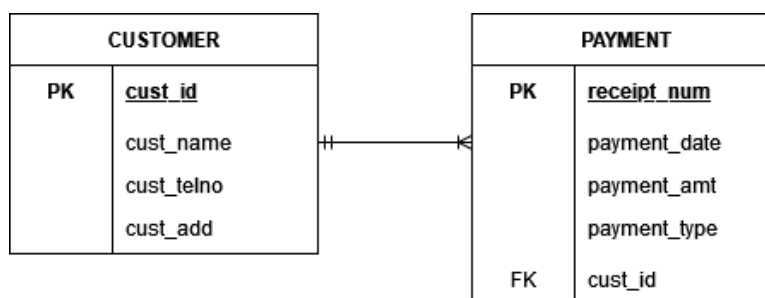 CUSTOMER
PK cust_id
cust_name
cust_telno
cust_add
PAYMENT
PK receipt_num
payment_date
payment_amt
payment_type
FK cust_id